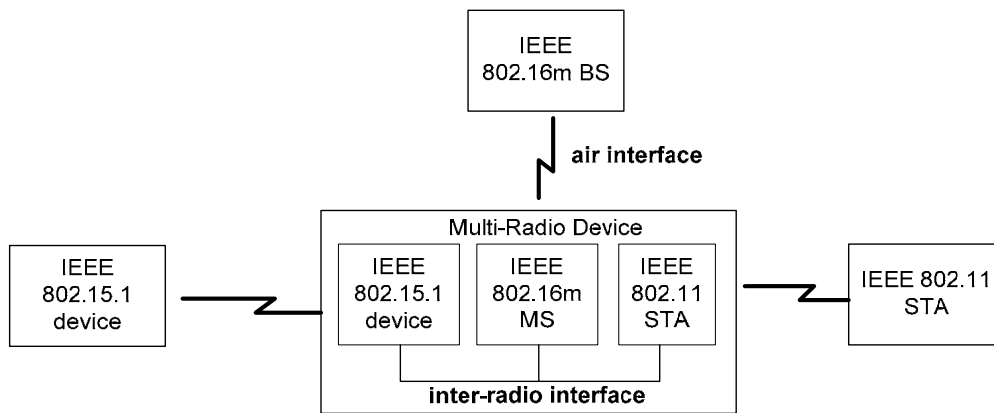 IEEE
802.16m BS
air interface
Multi-Radio Device
IEEE
802.15.1
device
IEEE
802.15.1
device
IEEE
802.16m
MS
IEEE
802.11
STA
IEEE 802.11
STA
inter-radio interface